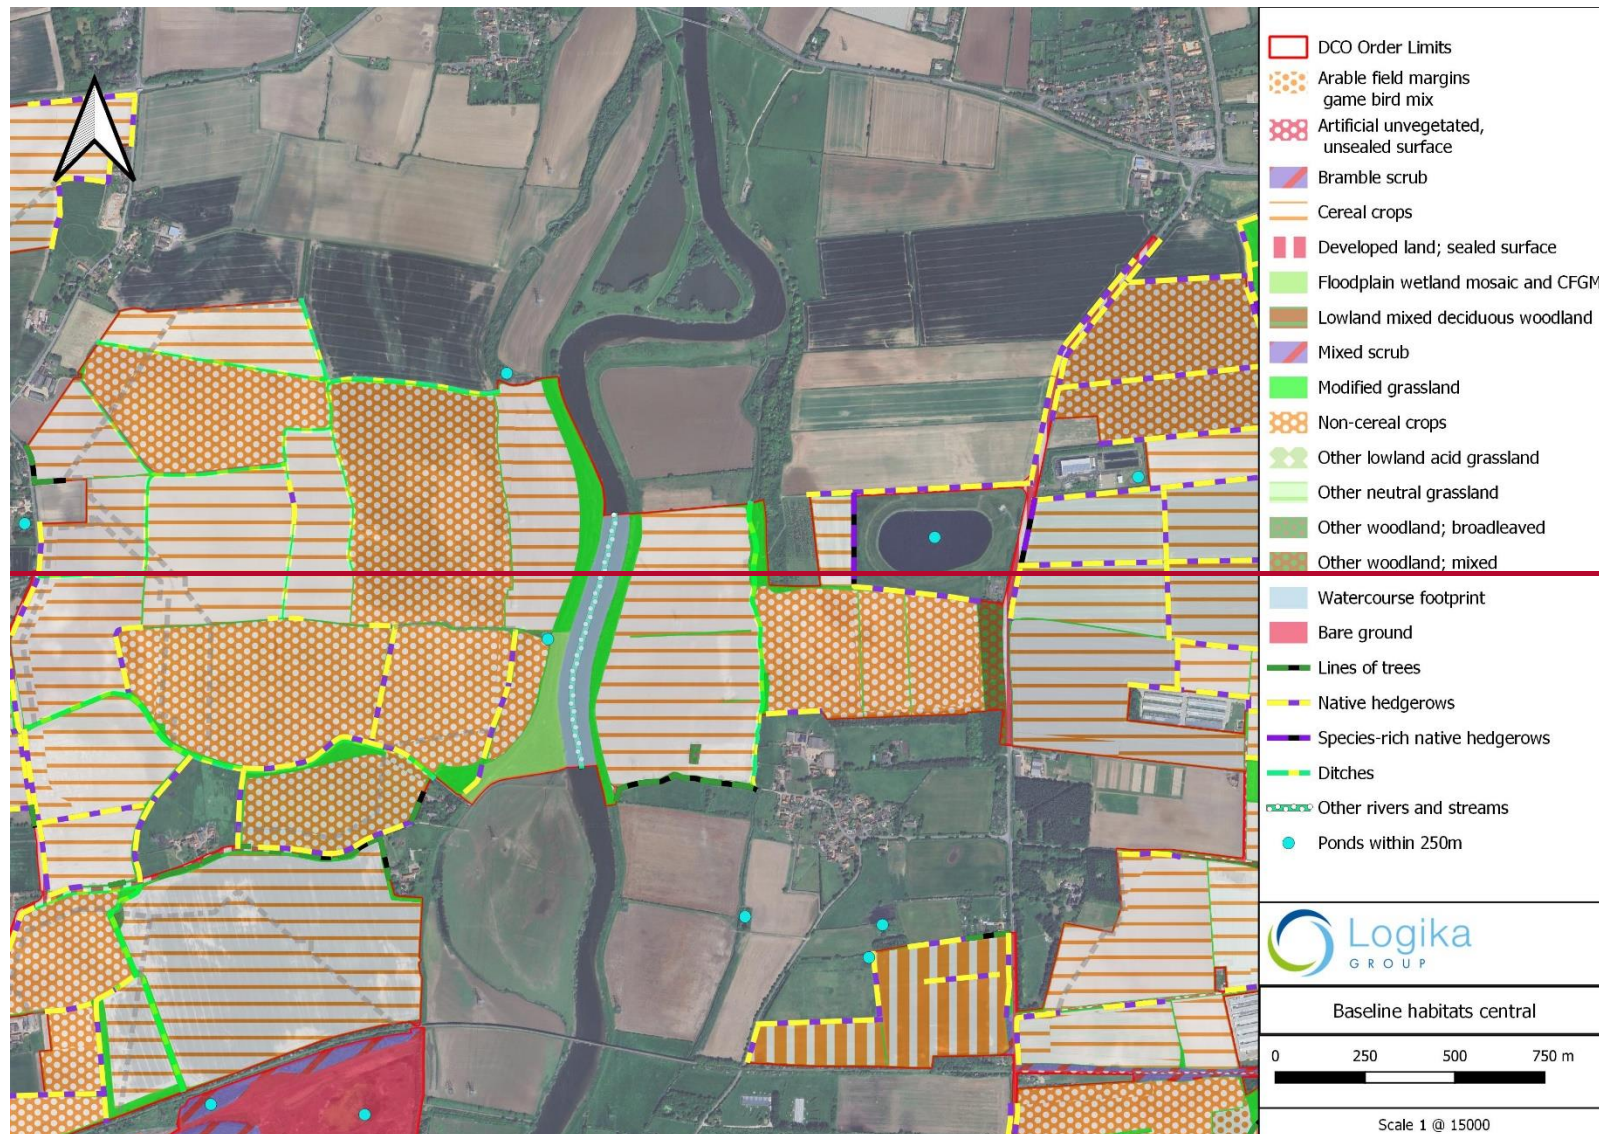 DCO Order Limits
Arable field margins
game bird mix
Artificial unvegetated,
unsealed surface
Bramble scrub
Cereal crops
Developed land; sealed surface
Floodplain wetland mosaic and CFGM
Lowland mixed deciduous woodland
Mixed scrub
Modified grassland
Non-cereal crops
Other lowland acid grassland
Other neutral grassland
Other woodland; broadleaved
Other woodland; mixed
Watercourse footprint
Bare ground
Lines of trees
Native hedgerows
Species-rich native hedgerows
Ditches
Other rivers and streams
Ponds within 250m
Logika
GROUP
Baseline habitats central
0 250 500 750 m
Scale 1 @ 15000